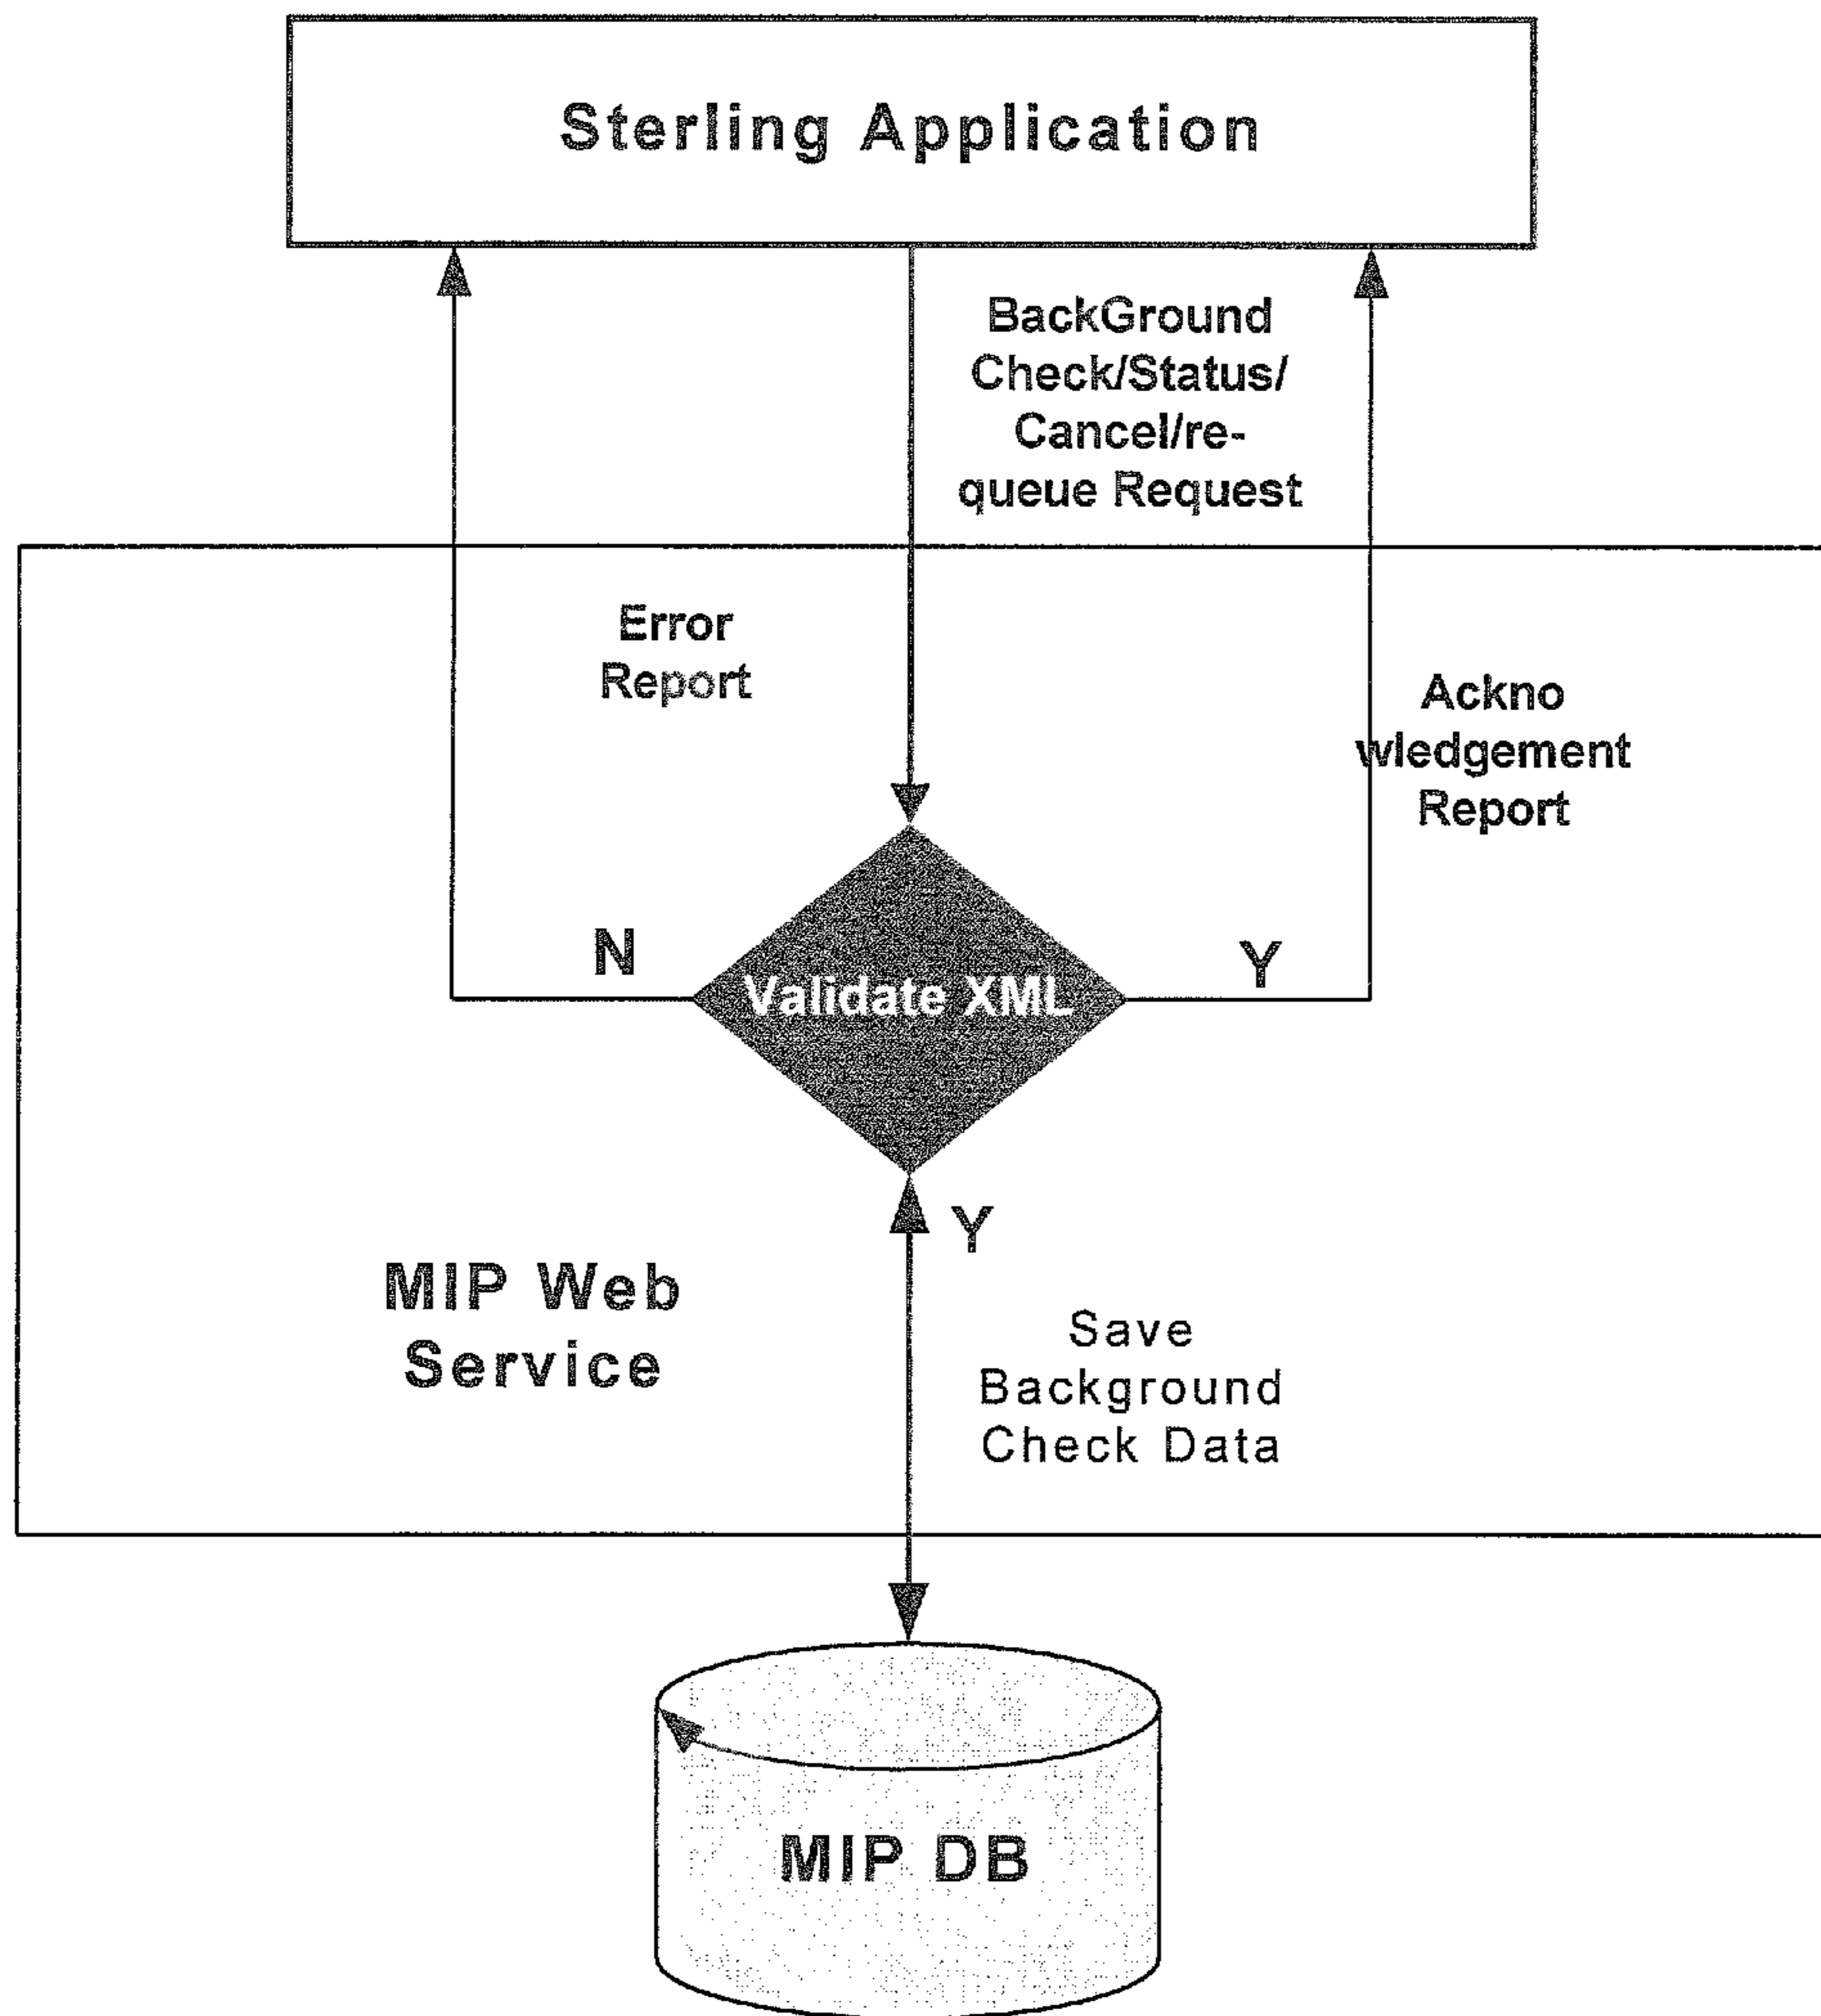 Sterling Application
BackGround
Check/Status/
Cancel/re-
queue Request
Error
Report
Ackno
wledgement
Report
N
Y
Validate XML
Y
MIP Web
Service
Save
Background
Check Data
MIP DB